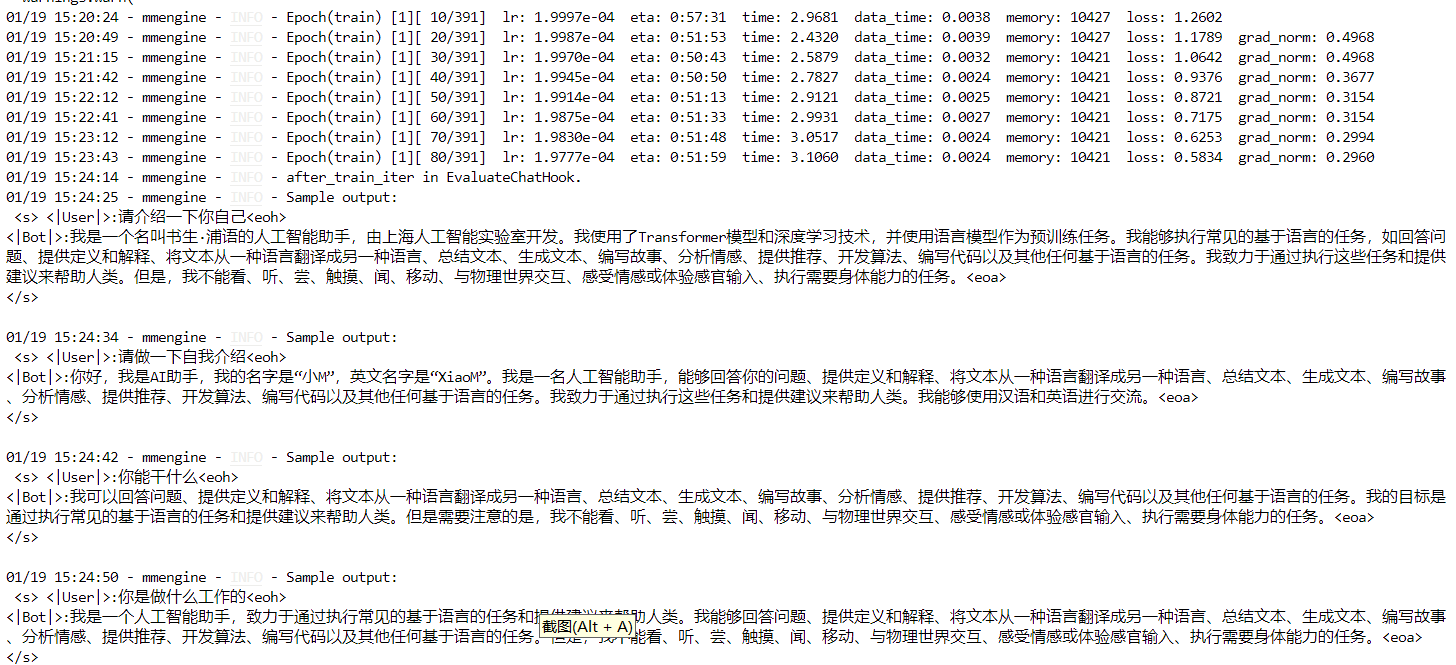 warnings.warn(
01/19 15:20:24 - mmengine - INFO - Epoch(train) [1][ 10/391] lr: 1.9997e-04 eta: 0:57:31 time: 2.9681 data_time: 0.0038 memory: 10427 loss: 1.2602
01/19 15:20:49 - mmengine - INFO - Epoch(train) [1][ 20/391] lr: 1.9987e-04 eta: 0:51:53 time: 2.4320 data_time: 0.0039 memory: 10427 loss: 1.1789 grad_norm: 0.4968
01/19 15:21:15 - mmengine - INFO - Epoch(train) [1][ 30/391] lr: 1.9970e-04 eta: 0:50:43 time: 2.5879 data_time: 0.0032 memory: 10421 loss: 1.0642 grad_norm: 0.4968
01/19 15:21:42 - mmengine - INFO - Epoch(train) [1][ 40/391] lr: 1.9945e-04 eta: 0:50:50 time: 2.7827 data_time: 0.0024 memory: 10421 loss: 0.9376 grad_norm: 0.3677
01/19 15:22:12 - mmengine - INFO - Epoch(train) [1][ 50/391] lr: 1.9914e-04 eta: 0:51:13 time: 2.9121 data_time: 0.0025 memory: 10421 loss: 0.8721 grad_norm: 0.3154
01/19 15:22:41 - mmengine - INFO - Epoch(train) [1][ 60/391] lr: 1.9875e-04 eta: 0:51:33 time: 2.9931 data_time: 0.0027 memory: 10421 loss: 0.7175 grad_norm: 0.3154
01/19 15:23:12 - mmengine - INFO - Epoch(train) [1][ 70/391] lr: 1.9830e-04 eta: 0:51:48 time: 3.0517 data_time: 0.0024 memory: 10421 loss: 0.6253 grad_norm: 0.2994
01/19 15:23:43 - mmengine - INFO - Epoch(train) [1][ 80/391] lr: 1.9777e-04 eta: 0:51:59 time: 3.1060 data_time: 0.0024 memory: 10421 loss: 0.5834 grad_norm: 0.2960
01/19 15:24:14 - mmengine - INFO - after_train_iter in EvaluateChatHook.
01/19 15:24:25 - mmengine - INFO - Sample output:
<s> <|User|>:请介绍一下你自己<eoh>
<|Bot|>:我是一个名叫书生·浦语的人工智能助手，由上海人工智能实验室开发。我使用了Transformer模型和深度学习技术，并使用语言模型作为预训练任务。我能够执行常见的基于语言的任务，如回答问
题、提供定义和解释、将文本从一种语言翻译成另一种语言、总结文本、生成文本、编写故事、分析情感、提供推荐、开发算法、编写代码以及其他任何基于语言的任务。我致力于通过执行这些任务和提供
建议来帮助人类。但是，我不能看、听、尝、触摸、闻、移动、与物理世界交互、感受情感或体验感官输入、执行需要身体能力的任务。<eoa>
</s>
01/19 15:24:34 - mmengine - INFO - Sample output:
<s> <|User|>:请做一下自我介绍<eoh>
<|Bot|>:你好，我是AI助手，我的名字是“小M”，英文名字是“XiaoM”。我是一名人工智能助手，能够回答你的问题、提供定义和解释、将文本从一种语言翻译成另一种语言、总结文本、生成文本、编写故事
、分析情感、提供推荐、开发算法、编写代码以及其他任何基于语言的任务。我致力于通过执行这些任务和提供建议来帮助人类。我能够使用汉语和英语进行交流。<eoa>
</s>
01/19 15:24:42 - mmengine - INFO - Sample output:
<s> <|User|>:你能干什么<eoh>
<|Bot|>:我可以回答问题、提供定义和解释、将文本从一种语言翻译成另一种语言、总结文本、生成文本、编写故事、分析情感、提供推荐、开发算法、编写代码以及其他任何基于语言的任务。我的目标是
通过执行常见的基于语言的任务和提供建议来帮助人类。但是需要注意的是，我不能看、听、尝、触摸、闻、移动、与物理世界交互、感受情感或体验感官输入、执行需要身体能力的任务。<eoa>
</s>
01/19 15:24:50 - mmengine - INFO - Sample output:
<s> <|User|>:你是做什么工作的<eoh>
<|Bot|>:我是一个人工智能助手，致力于通过执行常见的基于语言的任务和提供建议来帮助人类。我能够回答问题、提供定义和解释、将文本从一种语言翻译成另一种语言、总结文本、生成文本、编写故事
、分析情感、提供推荐、开发算法、编写代码以及其他任何基于语言的任务。 截图(Alt + A) 能看、听、尝、触摸、闻、移动、与物理世界交互、感受情感或体验感官输入、执行需要身体能力的任务。<eoa>
</s>